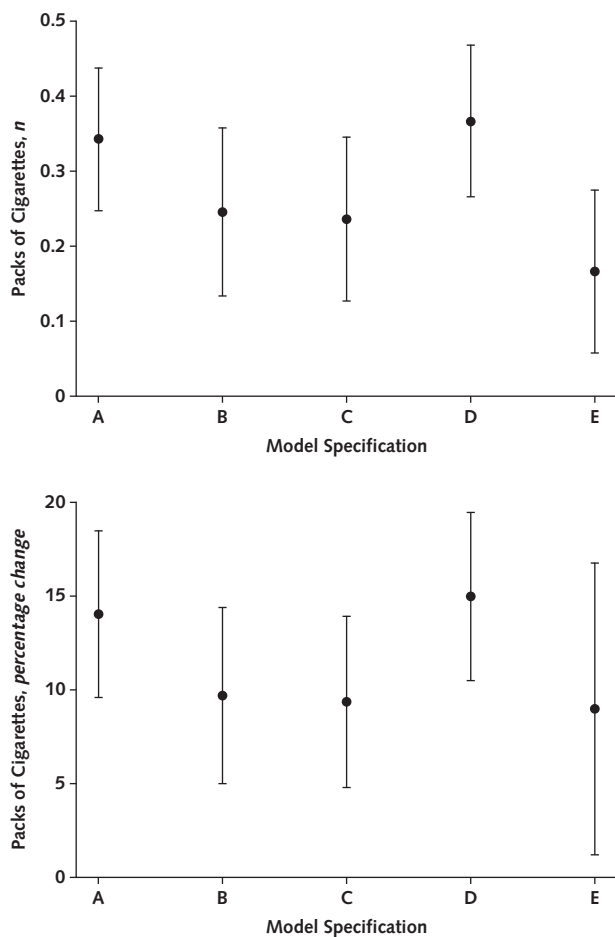 0.5
0.4
0.3
0.2
0.1
0
Packs of Cigarettes, n
A B C D E
Model Specification
20
15
10
5
0
Packs of Cigarettes, percentage change
A B C D E
Model Specification